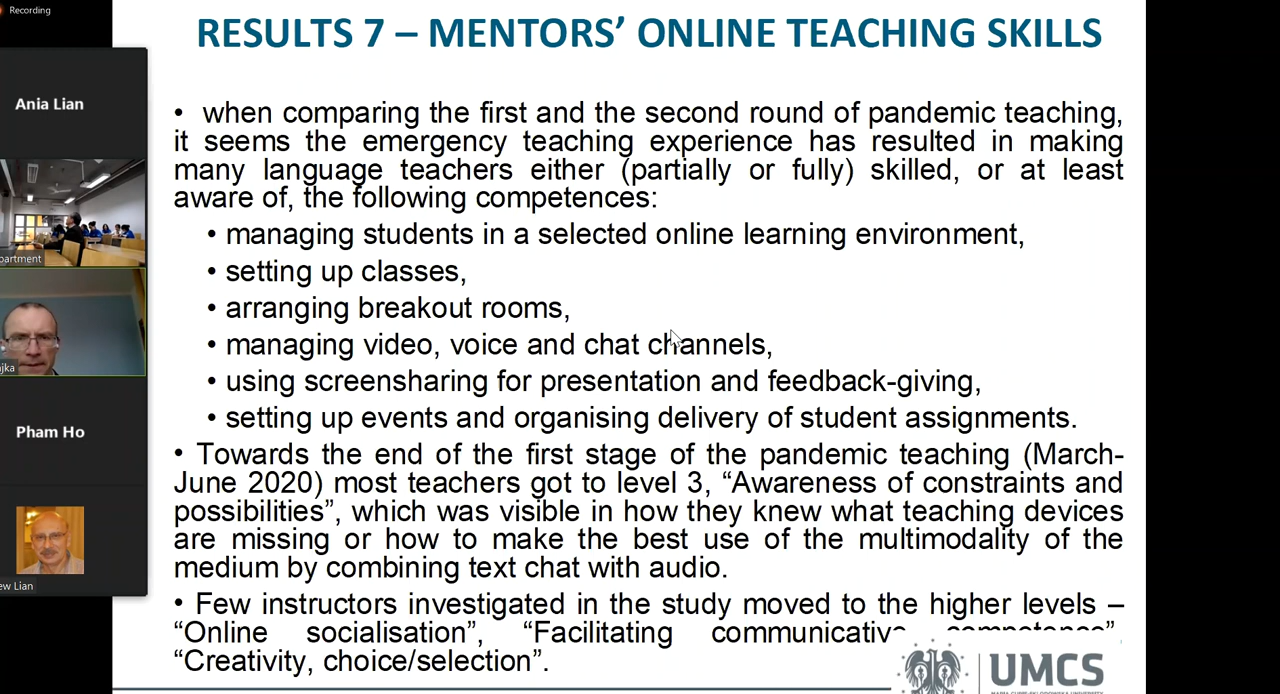 Recording
RESULTS 7 – MENTORS’ ONLINE TEACHING SKILLS
Ania Lian
partment
jka
Pham Ho
ew Lian
• when comparing the first and the second round of pandemic teaching,
it seems the emergency teaching experience has resulted in making
many language teachers either (partially or fully) skilled, or at least
aware of, the following competences:
• managing students in a selected online learning environment,
• setting up classes,
• arranging breakout rooms,
• managing video, voice and chat channels,
• using screensharing for presentation and feedback-giving,
• setting up events and organising delivery of student assignments.
• Towards the end of the first stage of the pandemic teaching (March-
June 2020) most teachers got to level 3, “Awareness of constraints and
possibilities”, which was visible in how they knew what teaching devices
are missing or how to make the best use of the multimodality of the
medium by combining text chat with audio.
• Few instructors investigated in the study moved to the higher levels –
“Online socialisation”, “Facilitating communicative competence”,
“Creativity, choice/selection”.
UMCS